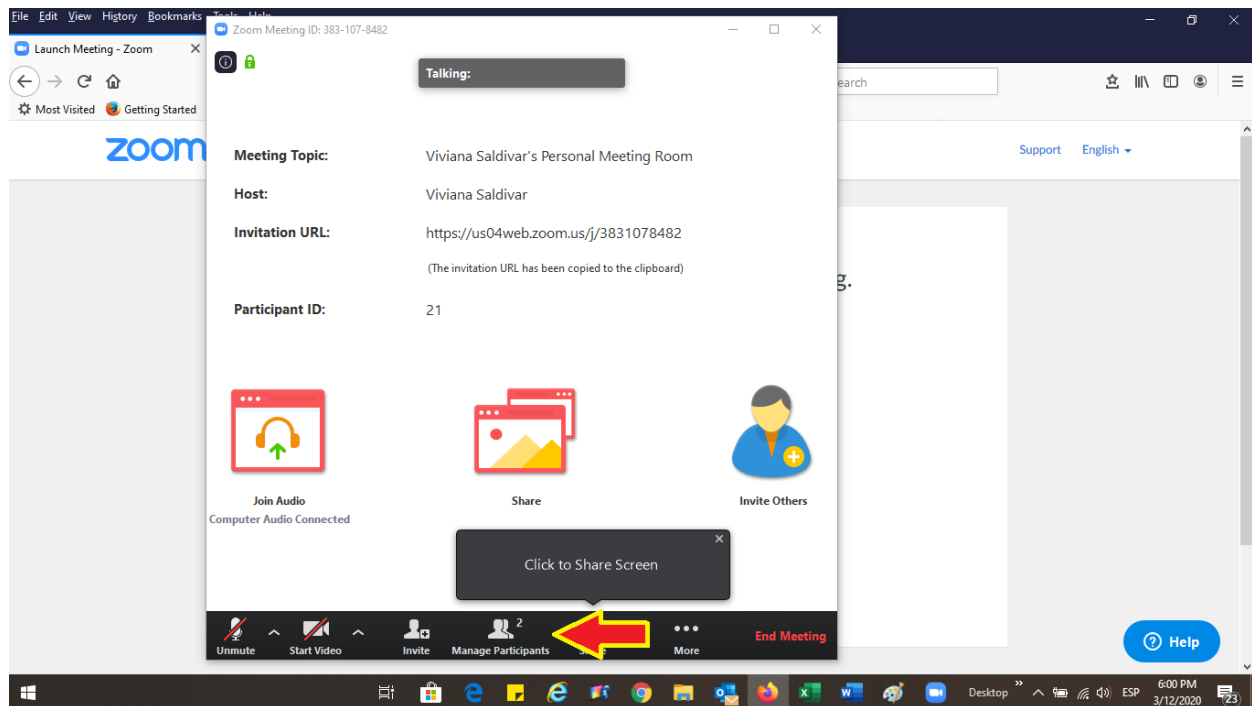 File Edit View History Bookmarks Tools Help
Zoom Meeting ID: 383-107-8482
Launch Meeting - Zoom
Talking:
earch
Most Visited Getting Started
zoom
Support English
Meeting Topic: Viviana Saldivar's Personal Meeting Room
Host: Viviana Saldivar
Invitation URL: https://us04web.zoom.us/j/3831078482
(The invitation URL has been copied to the clipboard)
g.
Participant ID: 21
Join Audio Share Invite Others
Computer Audio Connected
Click to Share Screen
2
Unmute Start Video Invite Manage Participants More End Meeting
Help
Desktop ESP 6:00 PM
3/12/2020
23